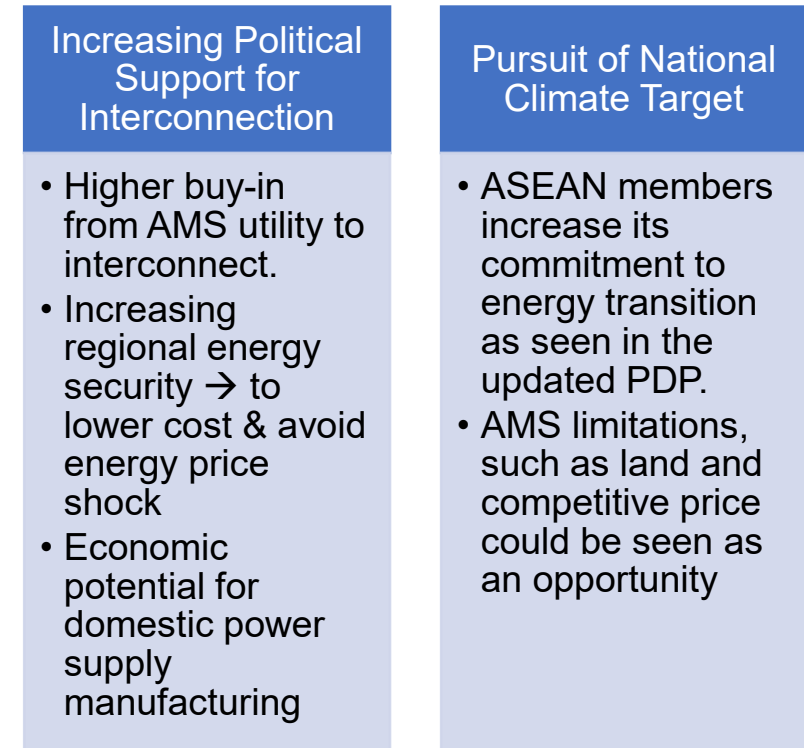 Increasing Political
Support for
Interconnection
• Higher buy-in
from AMS utility to
interconnect.
• Increasing
regional energy
security → to
lower cost & avoid
energy price
shock
• Economic
potential for
domestic power
supply
manufacturing
Pursuit of National
Climate Target
• ASEAN members
increase its
commitment to
energy transition
as seen in the
updated PDP.
• AMS limitations,
such as land and
competitive price
could be seen as
an opportunity